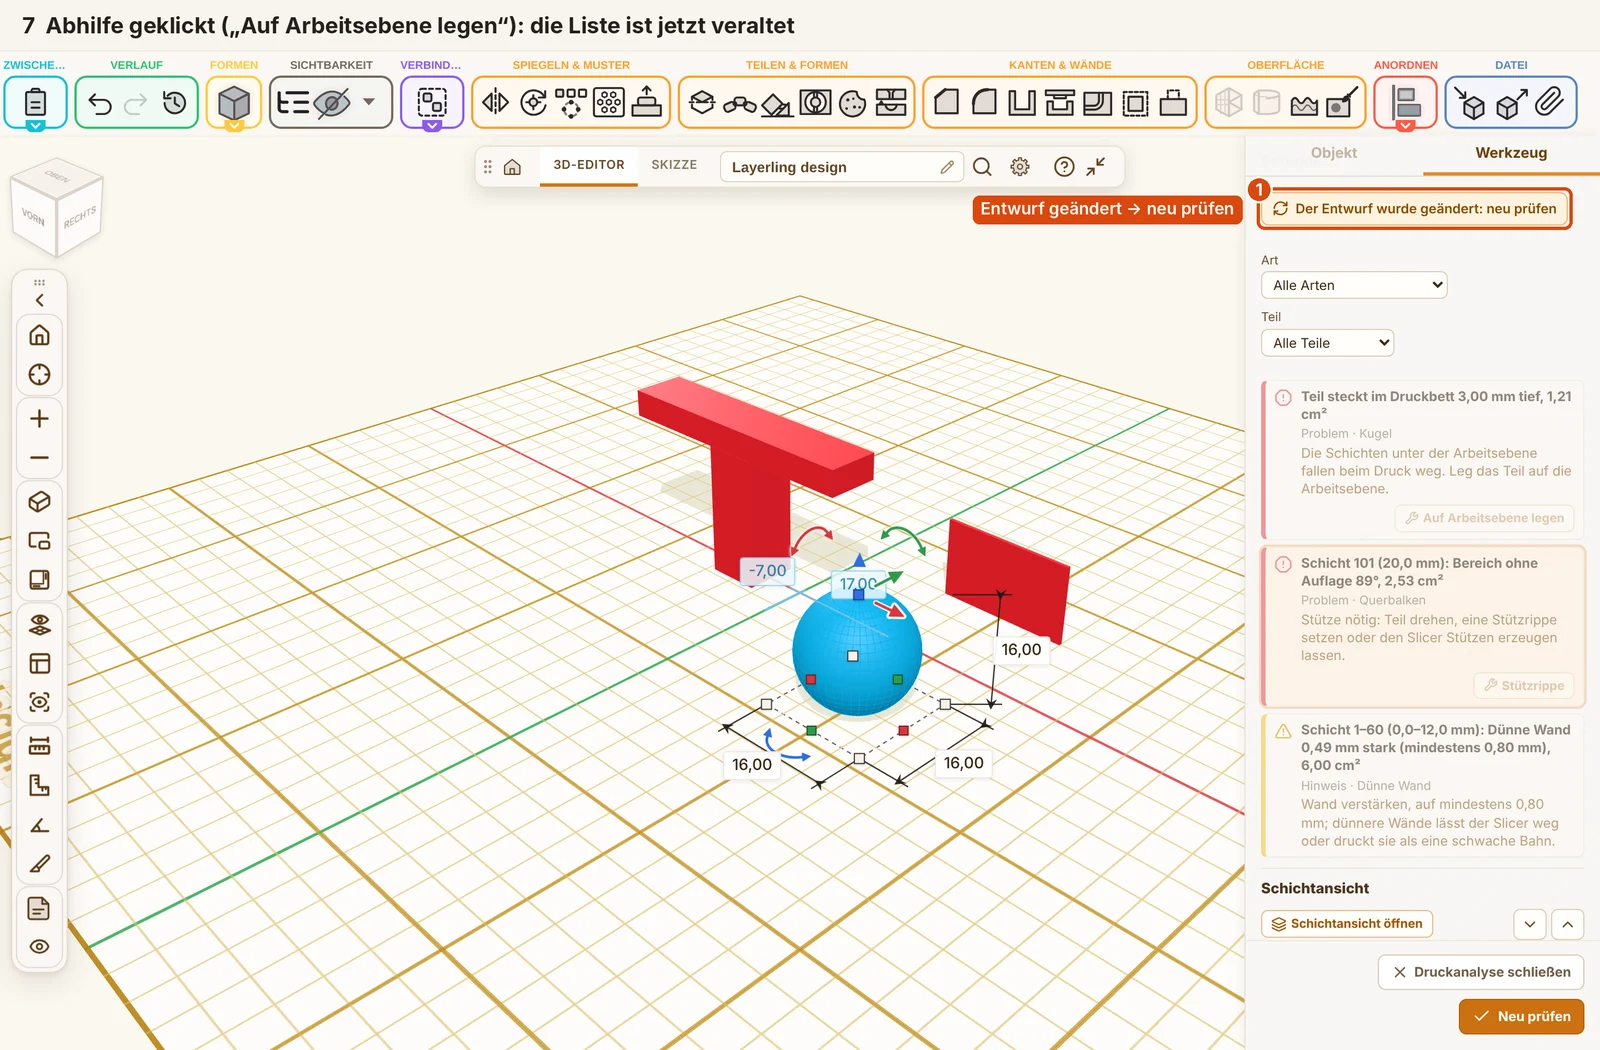 7 Abhilfe geklickt („Auf Arbeitsebene legen“): die Liste ist jetzt veraltet
ZWISCHE...
VERLAUF
FORMEN
SICHTBARKEIT
VERBIND...
SPIEGELN & MUSTER
TEILEN & FORMEN
KANTEN & WÄNDE
OBERFLÄCHE
ANORDNEN
DATEI
OBEN
VORN
RECHTS
3D-EDITOR
SKIZZE
Layerling design
Objekt
Werkzeug
Entwurf geändert → neu prüfen
1
Der Entwurf wurde geändert: neu prüfen
Art
Alle Arten
Teil
Alle Teile
Teil steckt im Druckbett 3,00 mm tief, 1,21
cm²
Problem · Kugel
Die Schichten unter der Arbeitsebene
fallen beim Druck weg. Leg das Teil auf die
Arbeitsebene.
Auf Arbeitsebene legen
Schicht 101 (20,0 mm): Bereich ohne
Auflage 89°, 2,53 cm²
Problem · Querbalken
Stütze nötig: Teil drehen, eine Stützrippe
setzen oder den Slicer Stützen erzeugen
lassen.
Stützrippe
Schicht 1–60 (0,0–12,0 mm): Dünne Wand
0,49 mm stark (mindestens 0,80 mm),
6,00 cm²
Hinweis · Dünne Wand
Wand verstärken, auf mindestens 0,80
mm; dünnere Wände lässt der Slicer weg
oder druckt sie als eine schwache Bahn.
Schichtansicht
Schichtansicht öffnen
Druckanalyse schließen
Neu prüfen
-7,00
17,00
16,00
16,00
16,00